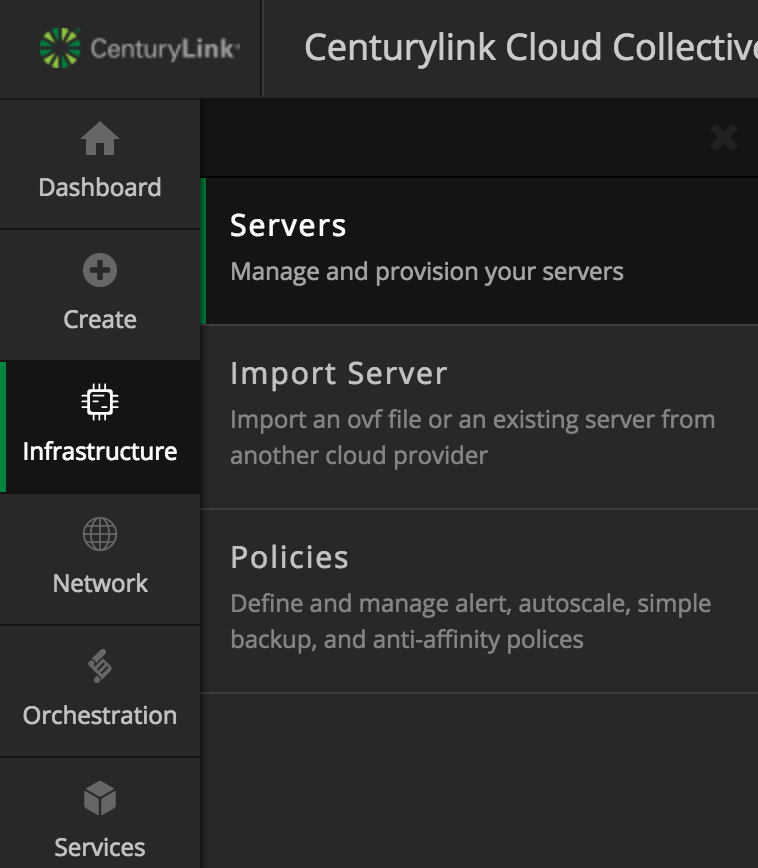 CenturyLink®
Centurylink Cloud Collective
Dashboard
Create
Infrastructure
Network
Orchestration
Services
Servers
Manage and provision your servers
Import Server
Import an ovf file or an existing server from
another cloud provider
Policies
Define and manage alert, autoscale, simple
backup, and anti-affinity polices